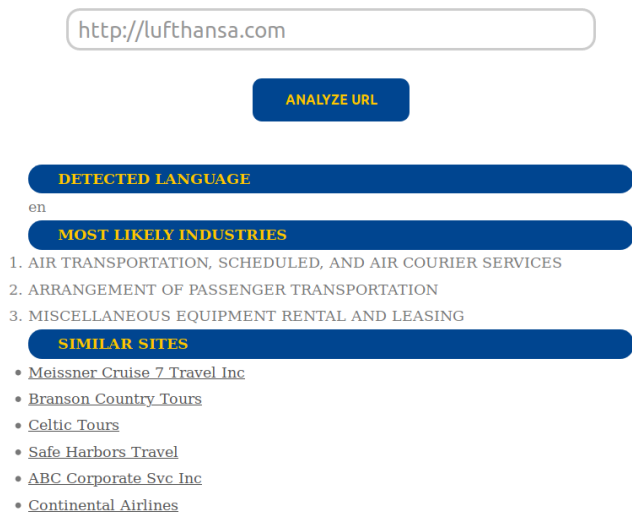 http://lufthansa.com
ANALYZE URL
DETECTED LANGUAGE
en
MOST LIKELY INDUSTRIES
1. AIR TRANSPORTATION, SCHEDULED, AND AIR COURIER SERVICES
2. ARRANGEMENT OF PASSENGER TRANSPORTATION
3. MISCELLANEOUS EQUIPMENT RENTAL AND LEASING
SIMILAR SITES
• Meissner Cruise 7 Travel Inc
• Branson Country Tours
• Celtic Tours
• Safe Harbors Travel
• ABC Corporate Svc Inc
• Continental Airlines